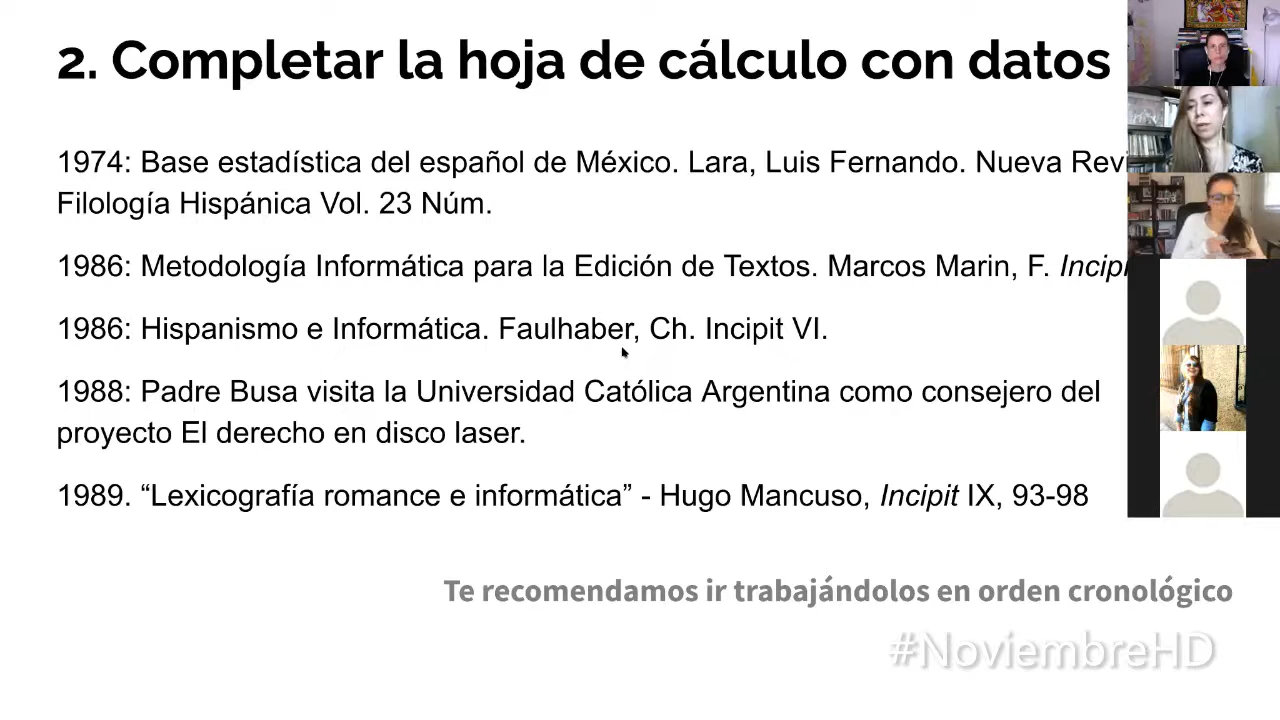 2. Completar la hoja de cálculo con datos
1974: Base estadística del español de México. Lara, Luis Fernando. Nueva
Filología Hispánica Vol. 23 Núm.
1986: Metodología Informática para la Edición de Textos. Marcos Marin, F.
1986: Hispanismo e Informática. Faulhaber, Ch. Incipit VI.
1988: Padre Busa visita la Universidad Católica Argentina como consejero del
proyecto El derecho en disco laser.
1989. “Lexicografía romance e informática” - Hugo Mancuso, Incipit IX, 93-98
Te recomendamos ir trabajándolos en orden cronológico
#NoviembreHD